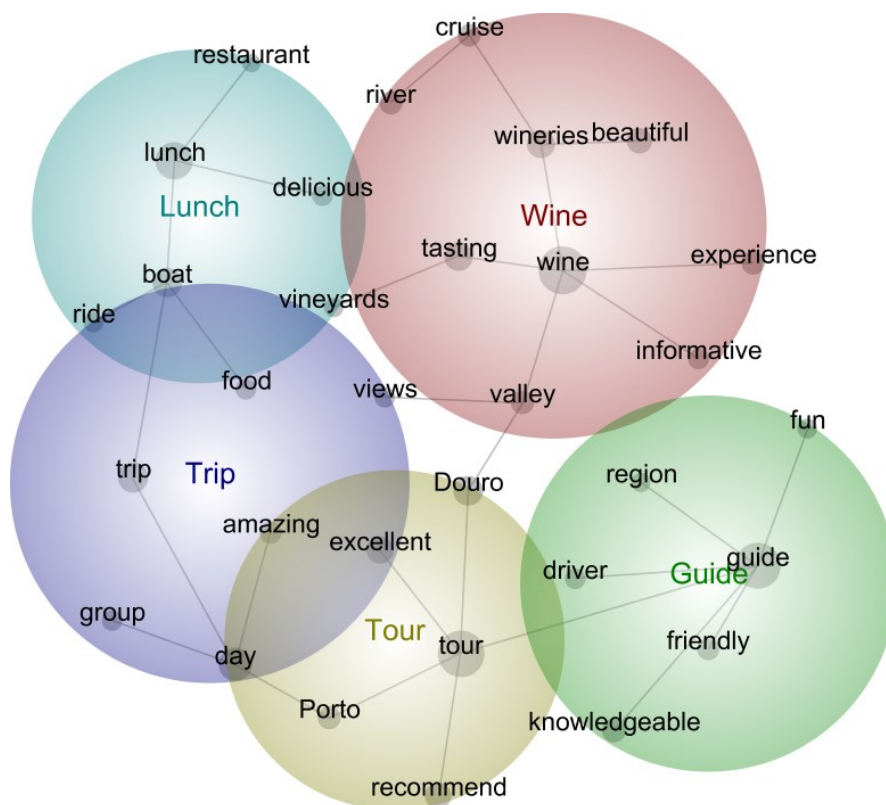 cruise
restaurant
river
wineries
beautiful
lunch
delicious
Lunch
Wine
tasting
wine
experience
boat
vineyards
ride
informative
food
views
valley
fun
trip
Trip
Douro
region
amazing
excellent
driver
Guide
guide
group
Tour
tour
friendly
day
Porto
knowledgeable
recommend